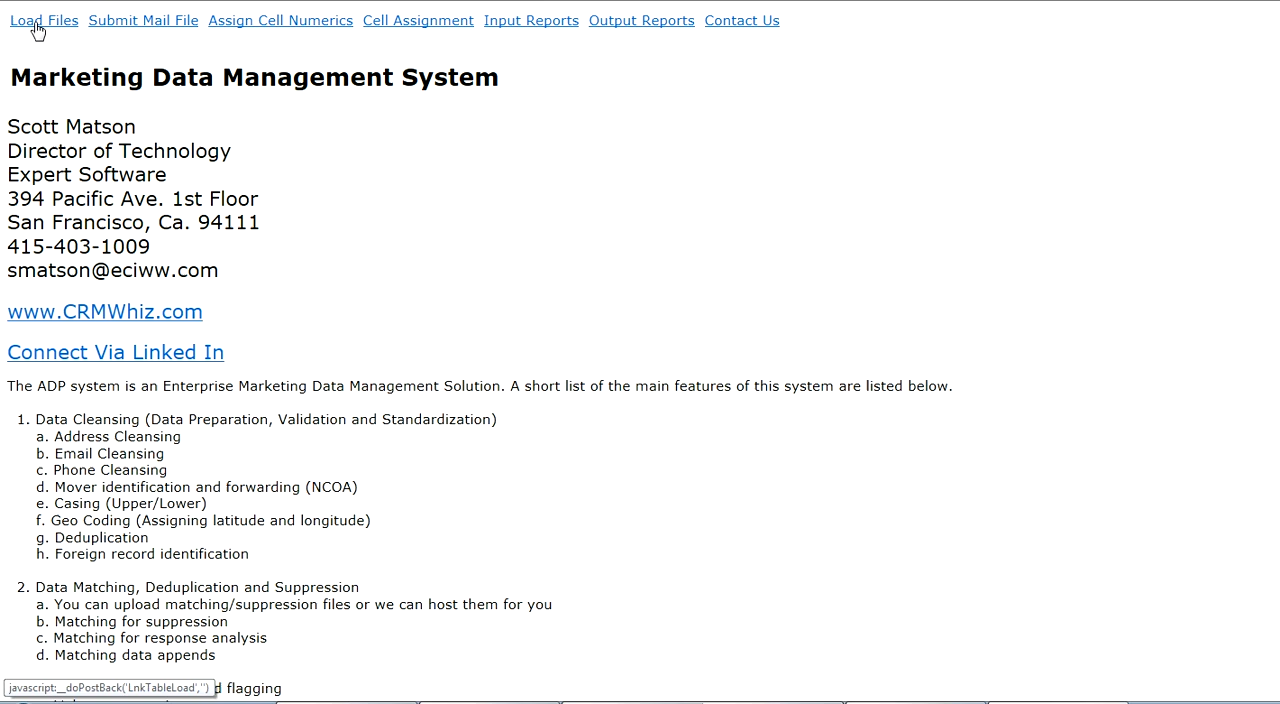 Load Files Submit Mail File Assign Cell Numerics Cell Assignment Input Reports Output Reports Contact Us
Marketing Data Management System
Scott Matson
Director of Technology
Expert Software
394 Pacific Ave. 1st Floor
San Francisco, Ca. 94111
415-403-1009
smatson@eciww.com
www.CRMWhiz.com
Connect Via Linked In
The ADP system is an Enterprise Marketing Data Management Solution. A short list of the main features of this system are listed below.
1. Data Cleansing (Data Preparation, Validation and Standardization)
a. Address Cleansing
b. Email Cleansing
c. Phone Cleansing
d. Mover identification and forwarding (NCOA)
e. Casing (Upper/Lower)
f. Geo Coding (Assigning latitude and longitude)
g. Deduplication
h. Foreign record identification
2. Data Matching, Deduplication and Suppression
a. You can upload matching/suppression files or we can host them for you
b. Matching for suppression
c. Matching for response analysis
d. Matching data appends
javascript:__doPostBack('LnkTableLoad','') d flagging